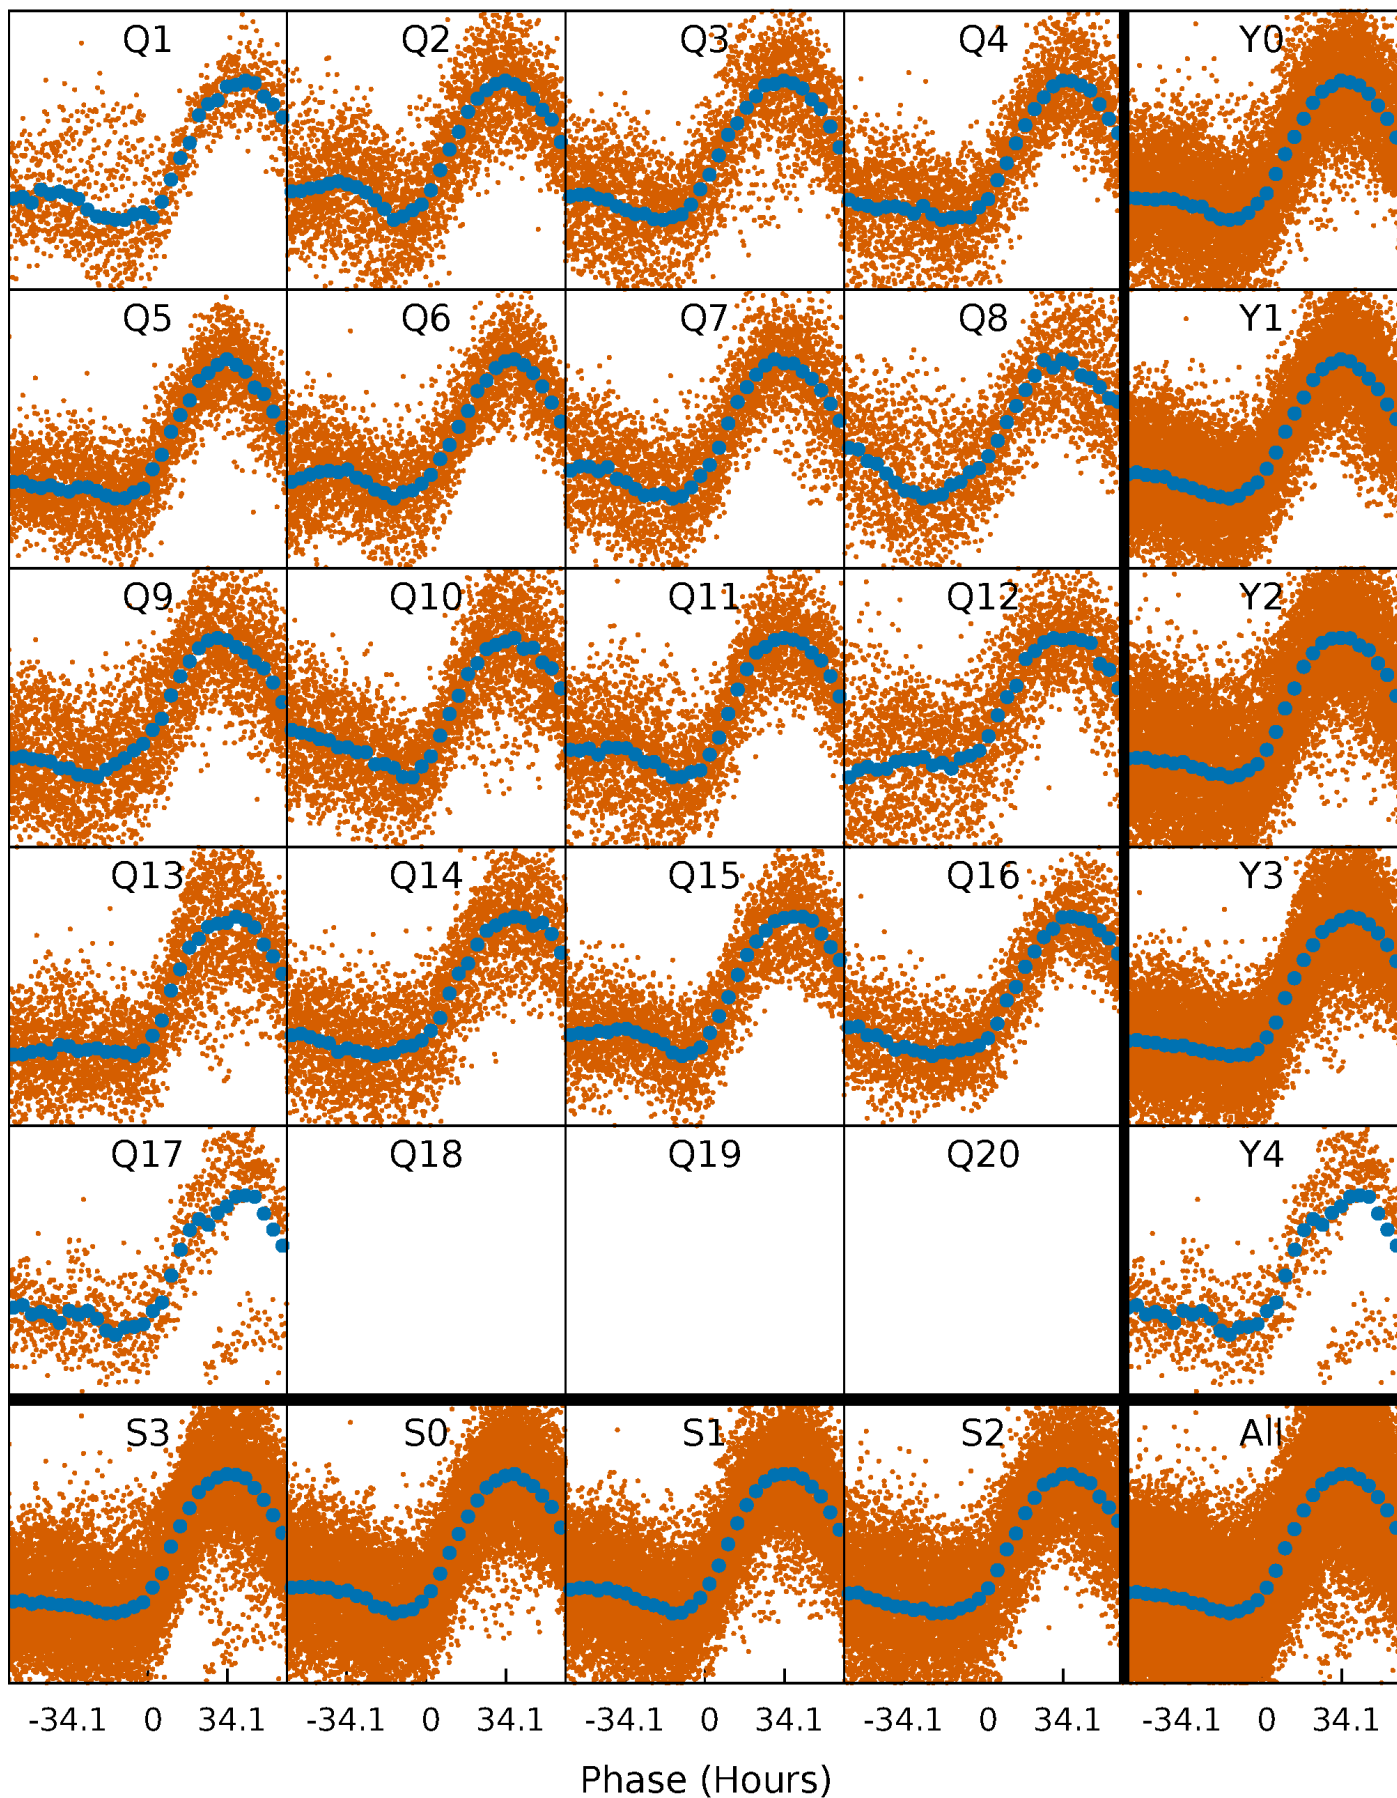 Q1 Q2 Q3 Q4 Y0
Q5 Q6 Q7 Q8 Y1
Q9 Q10 Q11 Q12 Y2
Q13 Q14 Q15 Q16 Y3
Q17 Q18 Q19 Q20 Y4
S3 S0 S1 S2 All
-34.1 0 34.1 -34.1 0 34.1 -34.1 0 34.1 -34.1 0 34.1 -34.1 0 34.1
Phase (Hours)